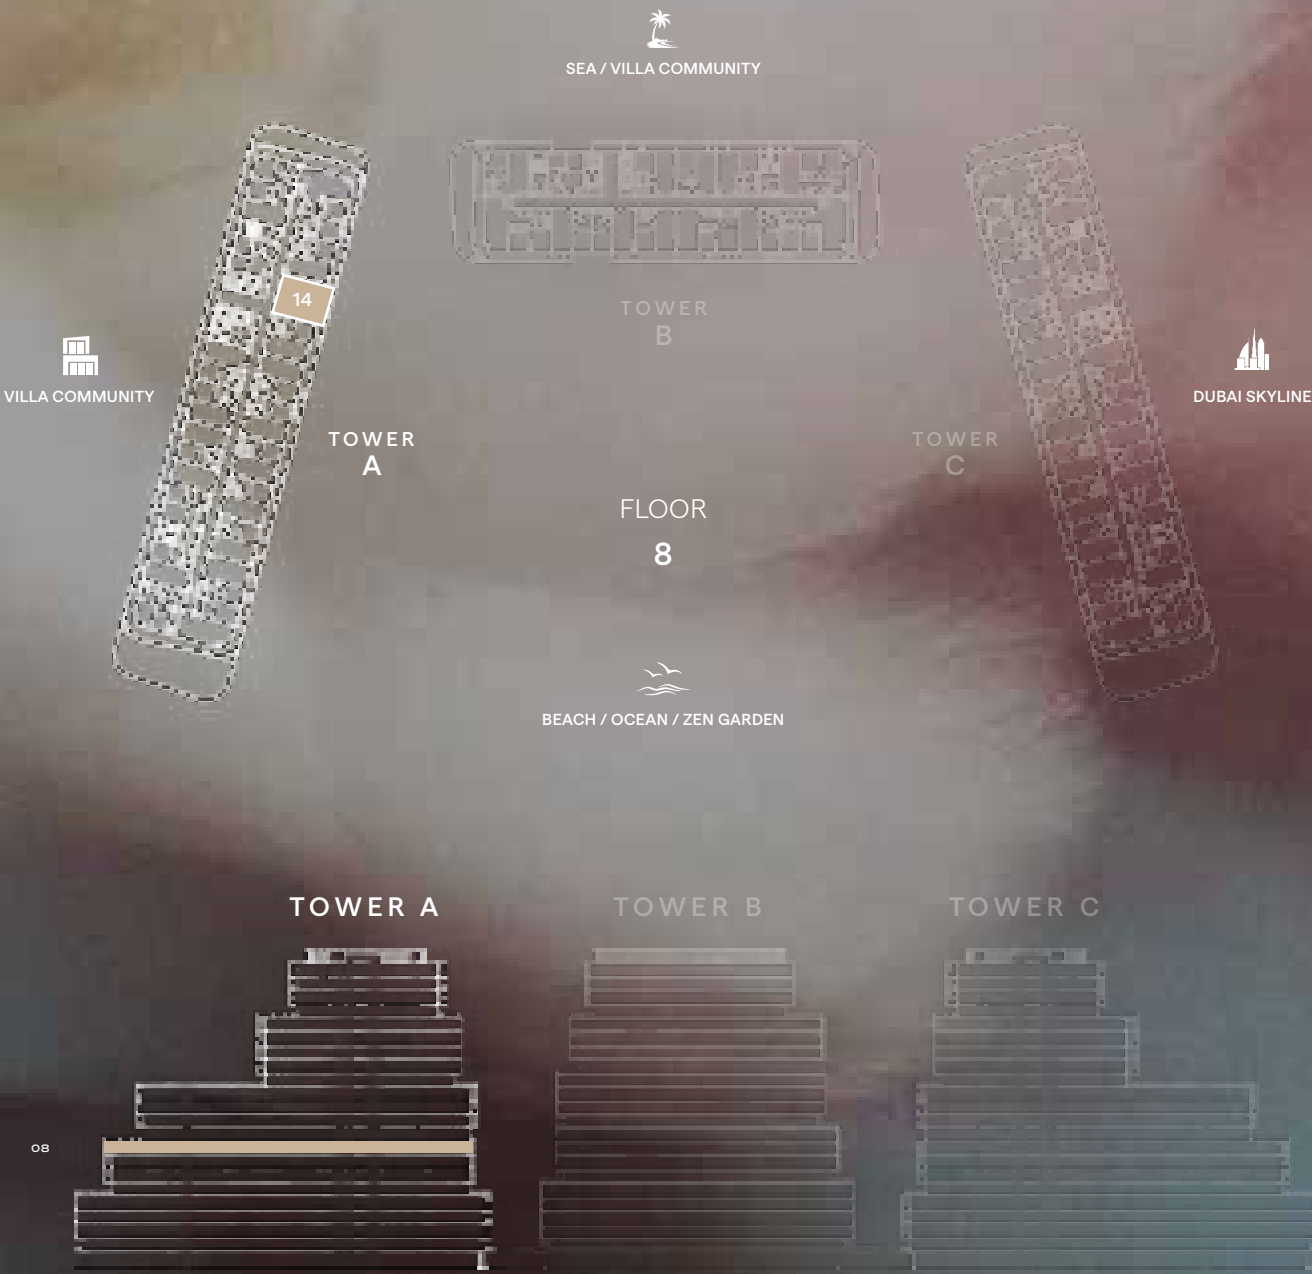 SEA / VILLA COMMUNITY
14
TOWER
B
VILLA COMMUNITY
DUBAI SKYLINE
TOWER
A
TOWER
C
FLOOR
8
BEACH / OCEAN / ZEN GARDEN
TOWER A
TOWER B
TOWER C
08